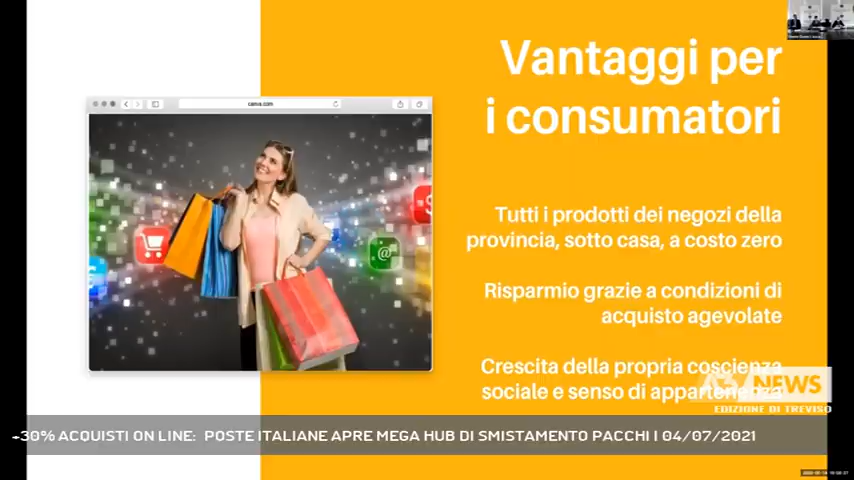 Vantaggi per
i consumatori
canva.com
@
Tutti i prodotti dei negozi della
provincia, sotto casa, a costo zero
Risparmio grazie a condizioni di
acquisto agevolate
Crescita della propria coscienza
sociale e senso di appartenenza
A3 NEWS
EDIZIONE DI TREVISO
+30% ACQUISTI ON LINE: POSTE ITALIANE APRE MEGA HUB DI SMISTAMENTO PACCHI | 04/07/2021